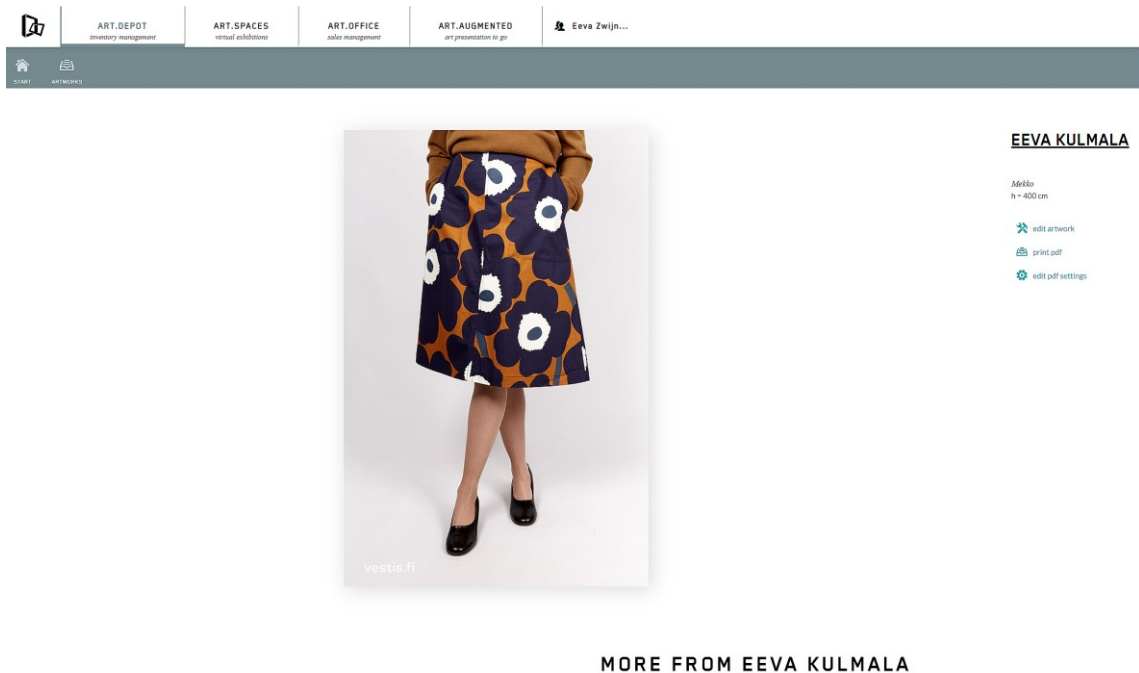 ART.DEPOT
inventory management
ART.SPACES
virtual exhibitions
ART.OFFICE
sales management
ART.AUGMENTED
art presentation to go
Eeva Zwijn...
START
ARTWORKS
EEVA KULMALA
Mekko
h = 400 cm
edit artwork
print pdf
edit pdf settings
vestis.fi
MORE FROM EEVA KULMALA